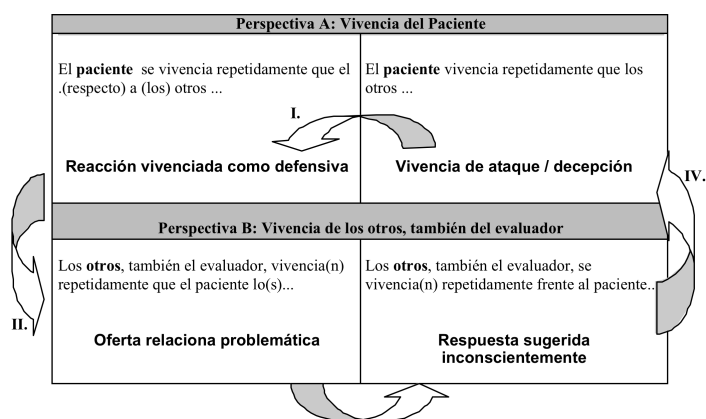 Perspectiva A: Vivencia del Paciente
El paciente se vivencia repetidamente que el
.(respecto) a (los) otros ...
I.
Reacción vivenciada como defensiva
El paciente vivencia repetidamente que los
otros ...
Vivencia de ataque / decepción
IV.
Perspectiva B: Vivencia de los otros, también del evaluador
Los otros, también el evaluador, vivencia(n)
repetidamente que el paciente lo(s)...
II.
Oferta relaciona problemática
Los otros, también el evaluador, se
vivencia(n) repetidamente frente al paciente..
Respuesta sugerida
inconscientemente